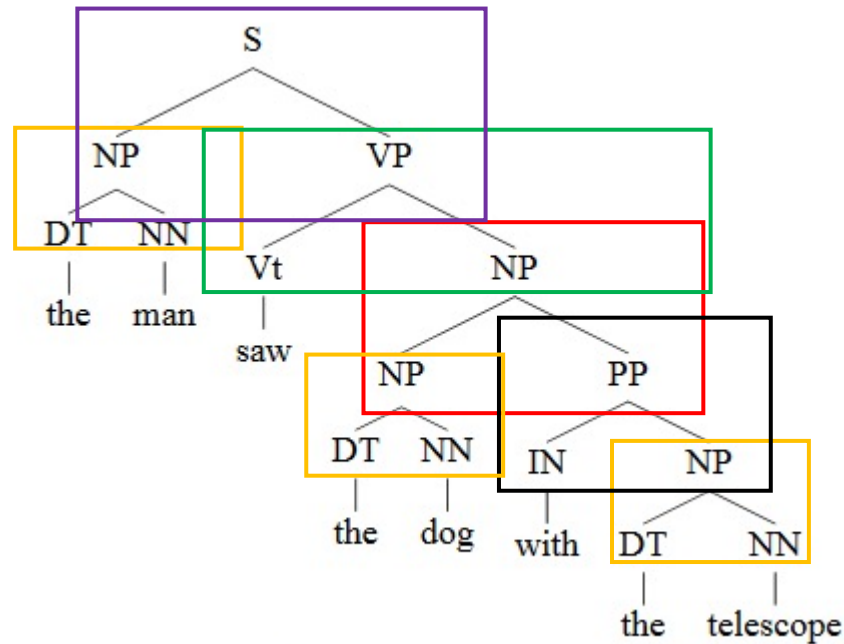 S
NP VP
DT NN Vt NP
the man saw
NP PP
DT NN IN NP
the dog with DT NN
the telescope